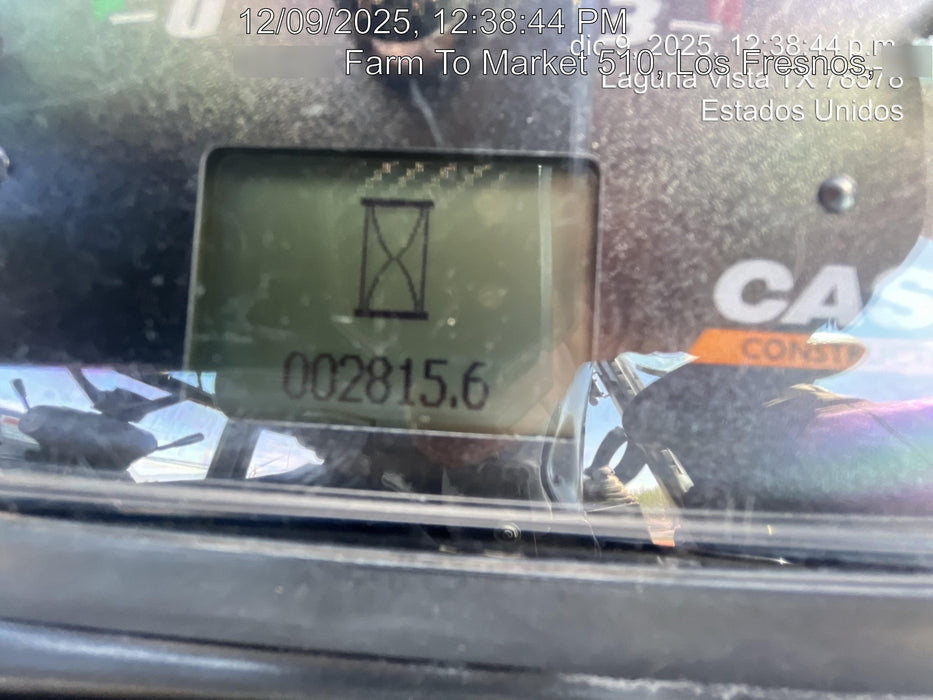 0
12/09/2025, 12:38:44 PM
dic 9, 2025, 12:38:44 p.m.
Farm To Market 510, Los Fresnos,
Laguna Vista TX 78578
Estados Unidos
002815.6
CAS
CONST